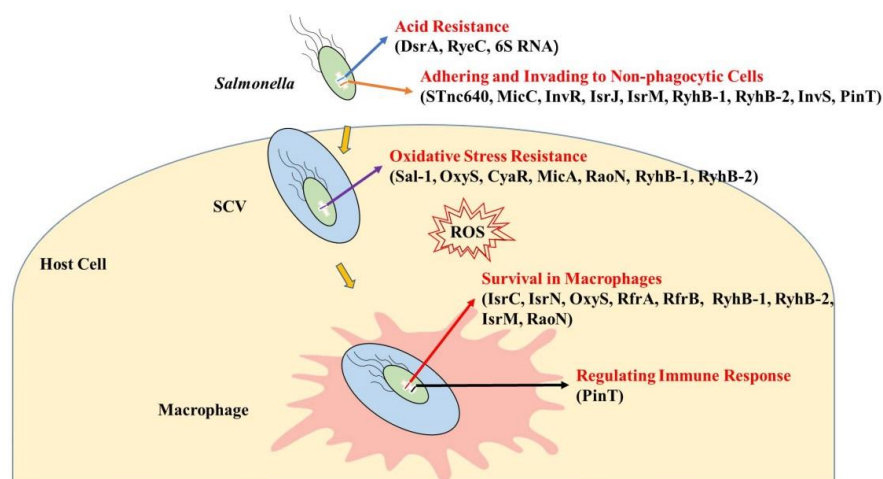 Acid Resistance
(DsrA, RyeC, 6S RNA)
Salmonella
Adhering and Invading to Non-phagocytic Cells
(STnc640, MicC, InvR, IsrJ, IsrM, RyhB-1, RyhB-2, InvS, PinT)
Oxidative Stress Resistance
(Sal-1, OxyS, CyaR, MicA, RaoN, RyhB-1, RyhB-2)
SCV
ROS
Host Cell
Survival in Macrophages
(IsrC, IsrN, OxyS, RfrA, RfrB, RyhB-1, RyhB-2,
IsrM, RaoN)
Regulating Immune Response
(PinT)
Macrophage